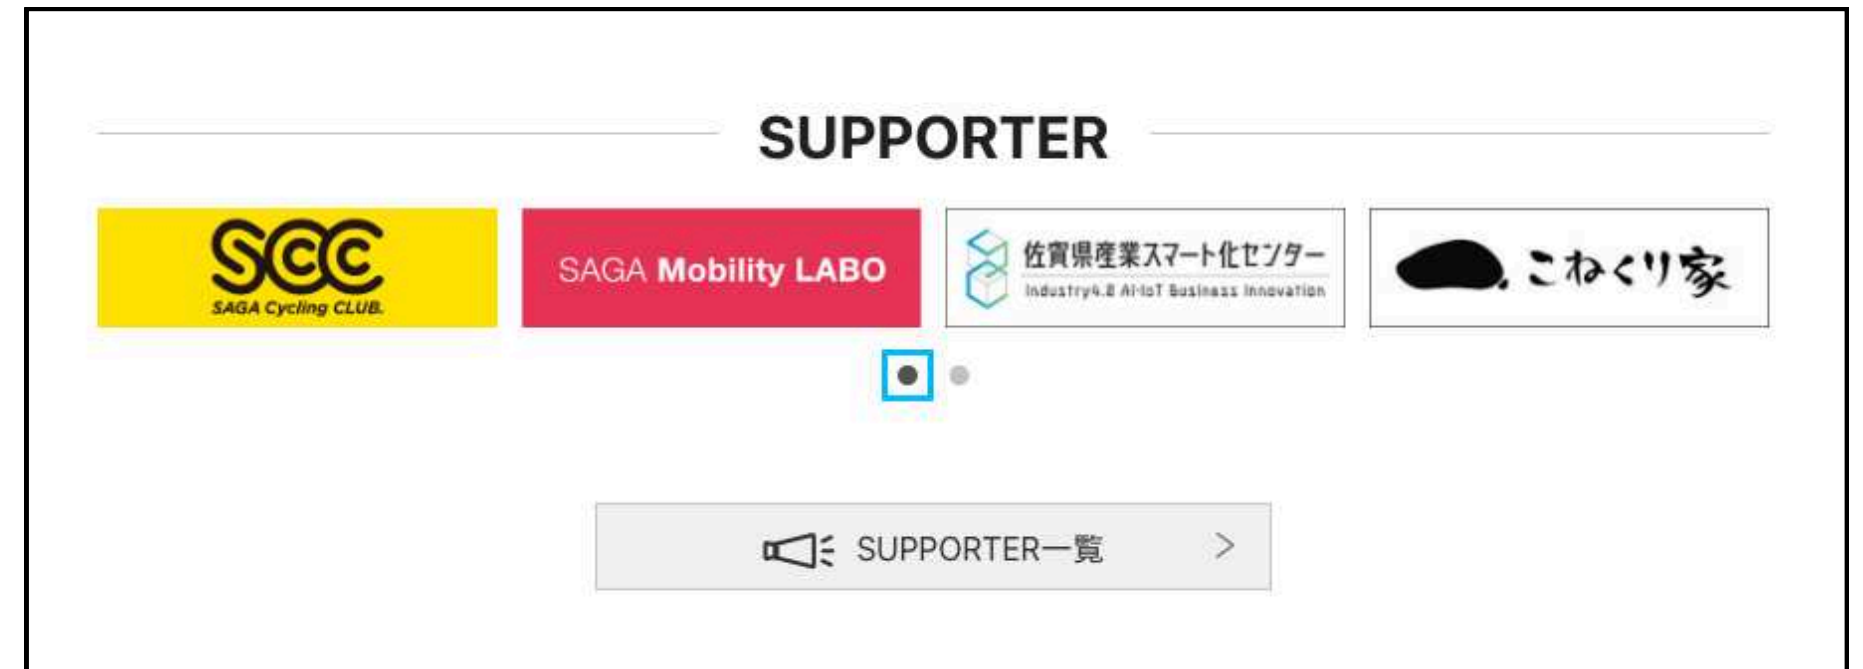 SUPPORTER
SCC
SAGA Cycling CLUB.
SAGA Mobility LABO
佐賀県産業スマート化センター
Industry4.0 AI・IoT Business Innovation
こねくり家
SUPPORTER一覧